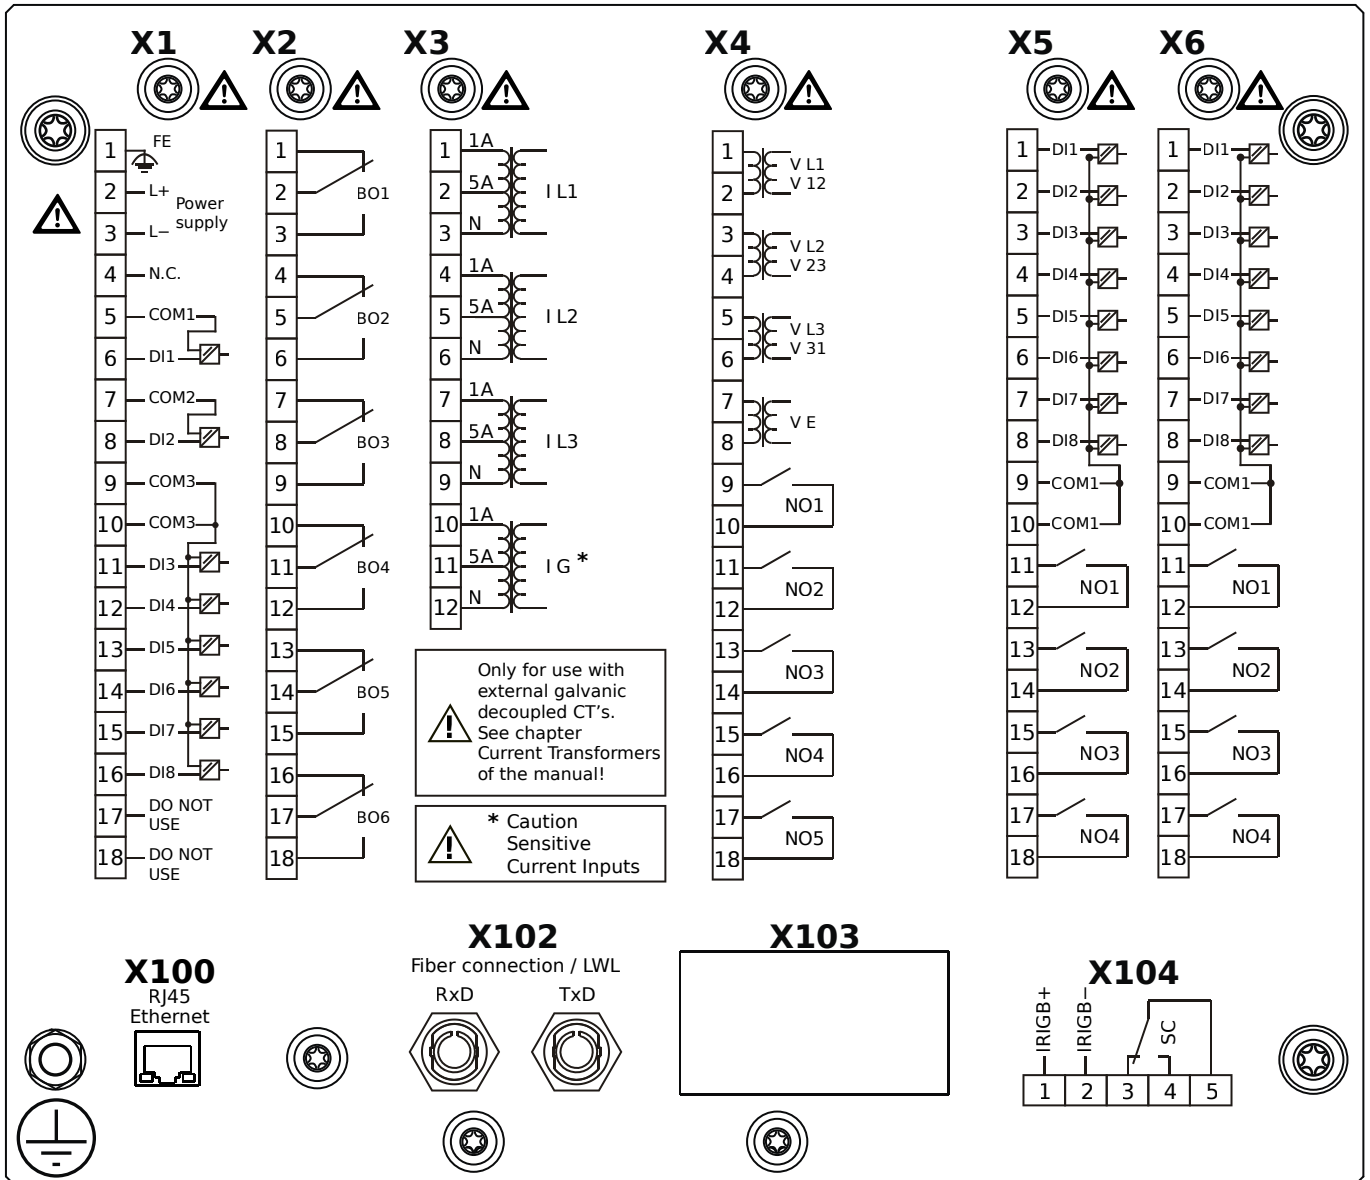 X1
X2
X3
X4
X5
X6
1 FE
2 L+
Power
supply
3 L−
4 N.C.
5 COM1
6 DI1
7 COM2
8 DI2
9 COM3
10 COM3
11 DI3
12 DI4
13 DI5
14 DI6
15 DI7
16 DI8
17 DO NOT
USE
18 DO NOT
USE
1
2 BO1
3
4
5 BO2
6
7
8 BO3
9
10
11 BO4
12
13
14 BO5
15
16
17 BO6
18
1 1A
2 5A I L1
3 N
4 1A
5 5A I L2
6 N
7 1A
8 5A I L3
9 N
10 1A
11 5A I G *
12 N
Only for use with
external galvanic
decoupled CT's.
See chapter
Current Transformers
of the manual!
* Caution
Sensitive
Current Inputs
1 V L1
2 V 12
3 V L2
4 V 23
5 V L3
6 V 31
7 V E
8
9
NO1
10
11
NO2
12
13
NO3
14
15
NO4
16
17
NO5
18
1 DI1
2 DI2
3 DI3
4 DI4
5 DI5
6 DI6
7 DI7
8 DI8
9 COM1
10 COM1
11
NO1
12
13
NO2
14
15
NO3
16
17
NO4
18
1 DI1
2 DI2
3 DI3
4 DI4
5 DI5
6 DI6
7 DI7
8 DI8
9 COM1
10 COM1
11
NO1
12
13
NO2
14
15
NO3
16
17
NO4
18
X100
RJ45
Ethernet
X102
Fiber connection / LWL
RxD TxD
X103
X104
IRIGB+
IRIGB−
SC
1 2 3 4 5